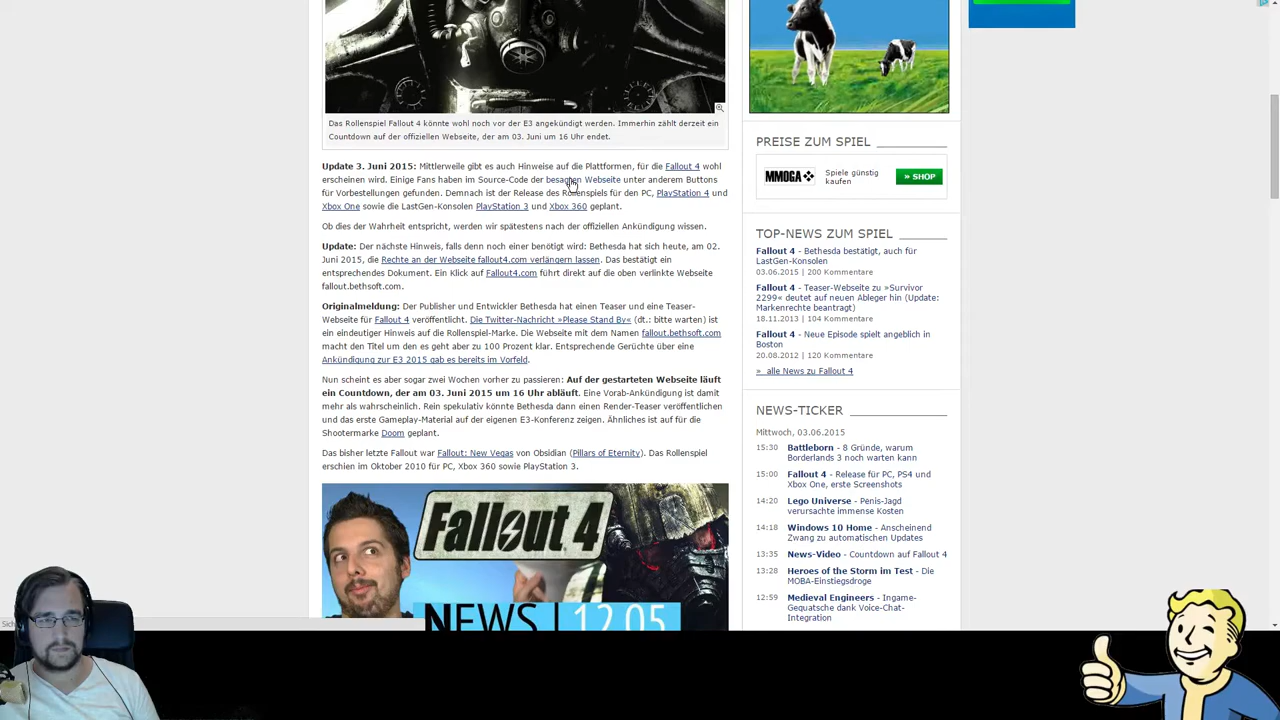 Das Rollenspiel Fallout 4 könnte wohl noch vor der E3 angekündigt werden. Immerhin zählt derzeit ein
Countdown auf der offiziellen Webseite, der am 03. Juni um 16 Uhr endet.
Update 3. Juni 2015: Mittlerweile gibt es auch Hinweise auf die Plattformen, für die Fallout 4 wohl
erscheinen wird. Einige Fans haben im Source-Code der besagten Webseite unter anderem Buttons
für Vorbestellungen gefunden. Demnach ist der Release des Rollenspiels für den PC, PlayStation 4 und
Xbox One sowie die LastGen-Konsolen PlayStation 3 und Xbox 360 geplant.
Ob dies der Wahrheit entspricht, werden wir spätestens nach der offiziellen Ankündigung wissen.
Update: Der nächste Hinweis, falls denn noch einer benötigt wird: Bethesda hat sich heute, am 02.
Juni 2015, die Rechte an der Webseite fallout4.com verlängern lassen. Das bestätigt ein
entsprechendes Dokument. Ein Klick auf Fallout4.com führt direkt auf die oben verlinkte Webseite
fallout.bethsoft.com.
Originalmeldung: Der Publisher und Entwickler Bethesda hat einen Teaser und eine Teaser-
Webseite für Fallout 4 veröffentlicht. Die Twitter-Nachricht »Please Stand By« (dt.: bitte warten) ist
ein eindeutiger Hinweis auf die Rollenspiel-Marke. Die Webseite mit dem Namen fallout.bethsoft.com
macht den Titel um den es geht aber zu 100 Prozent klar. Entsprechende Gerüchte über eine
Ankündigung zur E3 2015 gab es bereits im Vorfeld.
Nun scheint es aber sogar zwei Wochen vorher zu passieren: Auf der gestarteten Webseite läuft
ein Countdown, der am 03. Juni 2015 um 16 Uhr abläuft. Eine Vorab-Ankündigung ist damit
mehr als wahrscheinlich. Rein spekulativ könnte Bethesda dann einen Render-Teaser veröffentlichen
und das erste Gameplay-Material auf der eigenen E3-Konferenz zeigen. Ähnliches ist auf für die
Shootermarke Doom geplant.
Das bisher letzte Fallout war Fallout: New Vegas von Obsidian (Pillars of Eternity). Das Rollenspiel
erschien im Oktober 2010 für PC, Xbox 360 sowie PlayStation 3.
Fallout 4
NEWS | 12.05
PREISE ZUM SPIEL
MMOGA
Spiele günstig
kaufen
» SHOP
TOP-NEWS ZUM SPIEL
Fallout 4 - Bethesda bestätigt, auch für
LastGen-Konsolen
03.06.2015 | 200 Kommentare
Fallout 4 - Teaser-Webseite zu »Survivor
2299« deutet auf neuen Ableger hin (Update:
Markenrechte beantragt)
18.11.2013 | 104 Kommentare
Fallout 4 - Neue Episode spielt angeblich in
Boston
20.08.2012 | 120 Kommentare
» alle News zu Fallout 4
NEWS-TICKER
Mittwoch, 03.06.2015
15:30 Battleborn - 8 Gründe, warum
Borderlands 3 noch warten kann
15:00 Fallout 4 - Release für PC, PS4 und
Xbox One, erste Screenshots
14:20 Lego Universe - Penis-Jagd
verursachte immense Kosten
14:18 Windows 10 Home - Anscheinend
Zwang zu automatischen Updates
13:35 News-Video - Countdown auf Fallout 4
13:28 Heroes of the Storm im Test - Die
MOBA-Einstiegsdroge
12:59 Medieval Engineers - Ingame-
Gequatsche dank Voice-Chat-
Integration